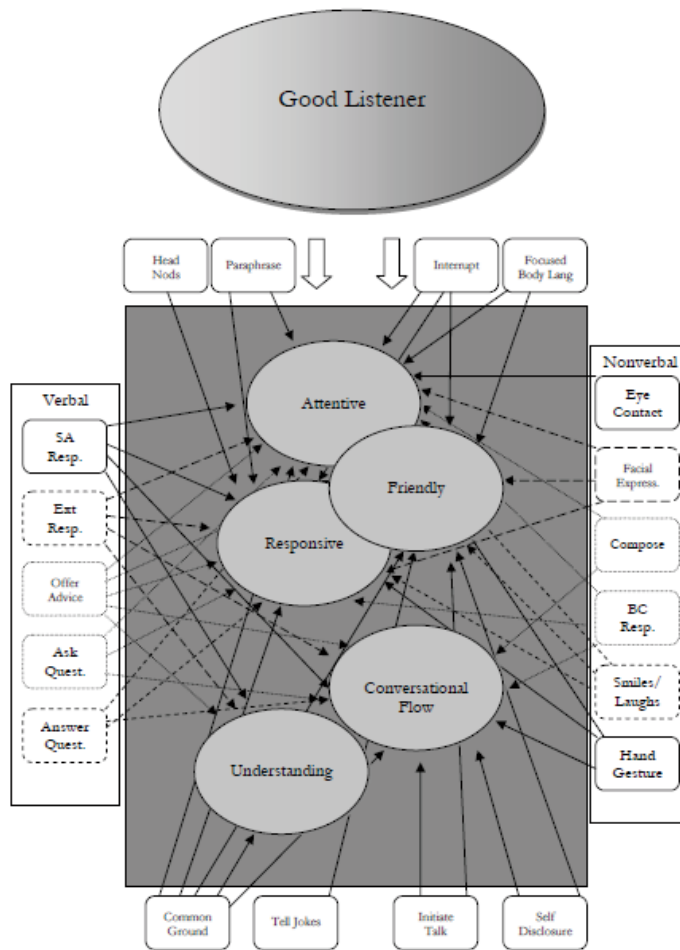 Good Listener
Head
Nods
Paraphrase
Interrupt
Focused
Body Lang
Verbal
SA
Resp.
Ext
Resp.
Offer
Advice
Ask
Quest.
Answer
Quest.
Attentive
Friendly
Responsive
Conversational
Flow
Understanding
Nonverbal
Eye
Contact
Facial
Express.
Compose
BC
Resp.
Smiles/
Laughs
Hand
Gesture
Common
Ground
Tell Jokes
Initiate
Talk
Self
Disclosure